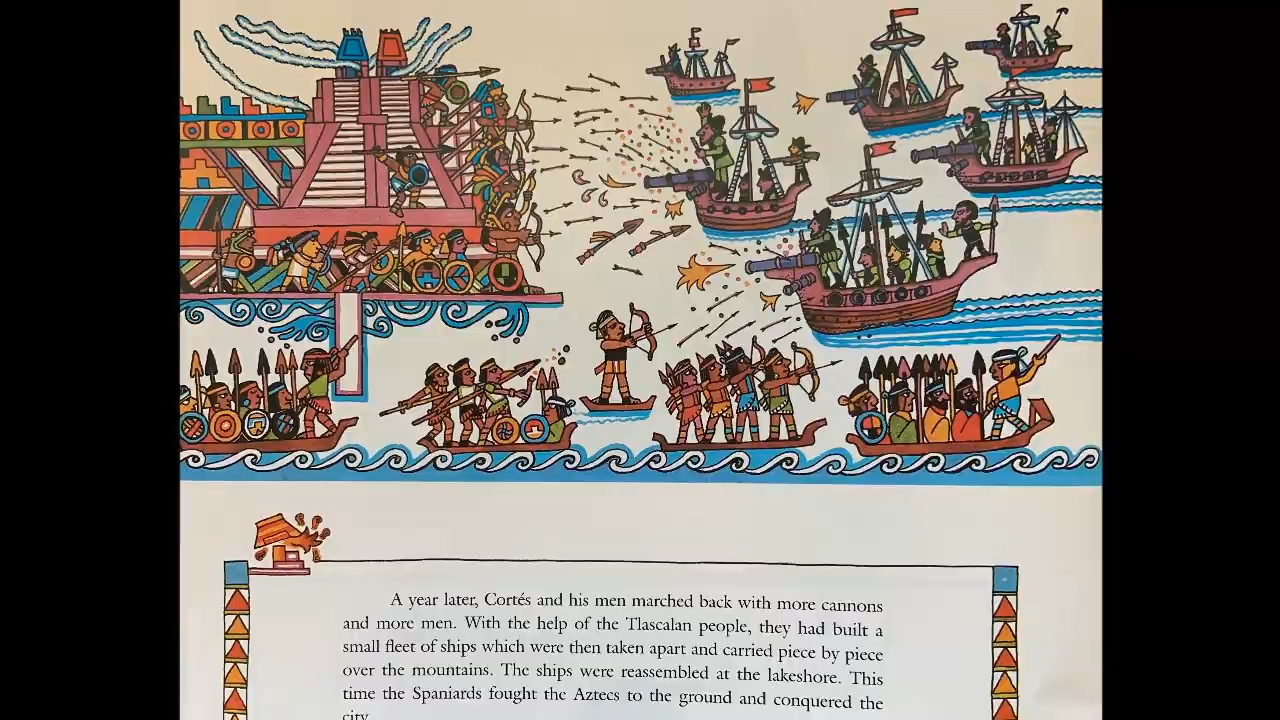 A year later, Cortés and his men marched back with more cannons
and more men. With the help of the Tlascalan people, they had built a
small fleet of ships which were then taken apart and carried piece by piece
over the mountains. The ships were reassembled at the lakeshore. This
time the Spaniards fought the Aztecs to the ground and conquered the
city.